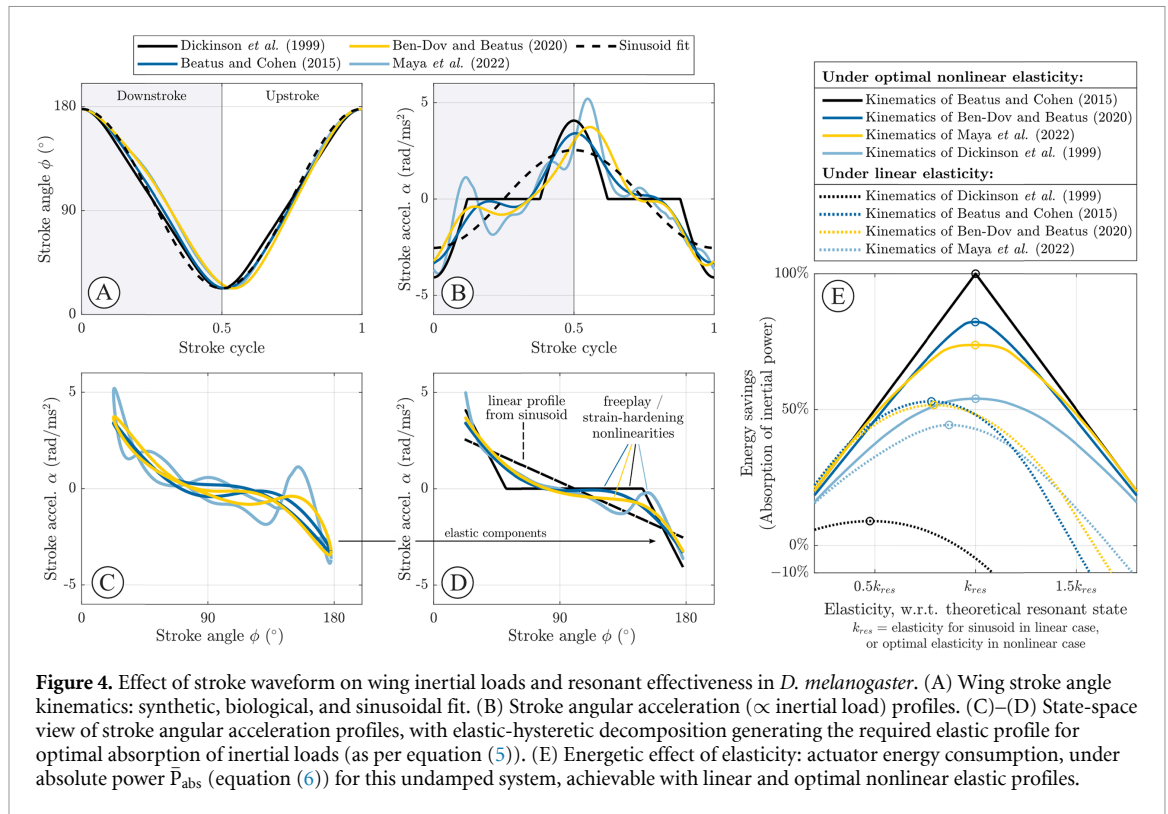 Dickinson et al. (1999)
Beatus and Cohen (2015)
Ben-Dov and Beatus (2020)
Maya et al. (2022)
Sinusoid fit
Downstroke
Upstroke
Stroke angle ϕ (°)
180
90
0
A
0
0.5
1
Stroke cycle
Stroke accel. α (rad/ms²)
5
0
-5
B
0
0.5
1
Stroke cycle
Stroke accel. α (rad/ms²)
5
0
-5
C
0
90
180
Stroke angle ϕ (°)
Stroke accel. α (rad/ms²)
5
0
-5
linear profile
from sinusoid
freeplay /
strain-hardening
nonlinearities
elastic components
D
0
90
180
Stroke angle ϕ (°)
Under optimal nonlinear elasticity:
Kinematics of Beatus and Cohen (2015)
Kinematics of Ben-Dov and Beatus (2020)
Kinematics of Maya et al. (2022)
Kinematics of Dickinson et al. (1999)
Under linear elasticity:
Kinematics of Dickinson et al. (1999)
Kinematics of Beatus and Cohen (2015)
Kinematics of Ben-Dov and Beatus (2020)
Kinematics of Maya et al. (2022)
Energy savings
(Absorption of inertial power)
100%
50%
0%
−10%
E
0.5k_res
k_res
1.5k_res
Elasticity, w.r.t. theoretical resonant state
k_res = elasticity for sinusoid in linear case,
or optimal elasticity in nonlinear case
Figure 4. Effect of stroke waveform on wing inertial loads and resonant effectiveness in D. melanogaster. (A) Wing stroke angle
kinematics: synthetic, biological, and sinusoidal fit. (B) Stroke angular acceleration (∝ inertial load) profiles. (C)–(D) State-space
view of stroke angular acceleration profiles, with elastic-hysteretic decomposition generating the required elastic profile for
optimal absorption of inertial loads (as per equation (5)). (E) Energetic effect of elasticity: actuator energy consumption, under
absolute power P̄abs (equation (6)) for this undamped system, achievable with linear and optimal nonlinear elastic profiles.